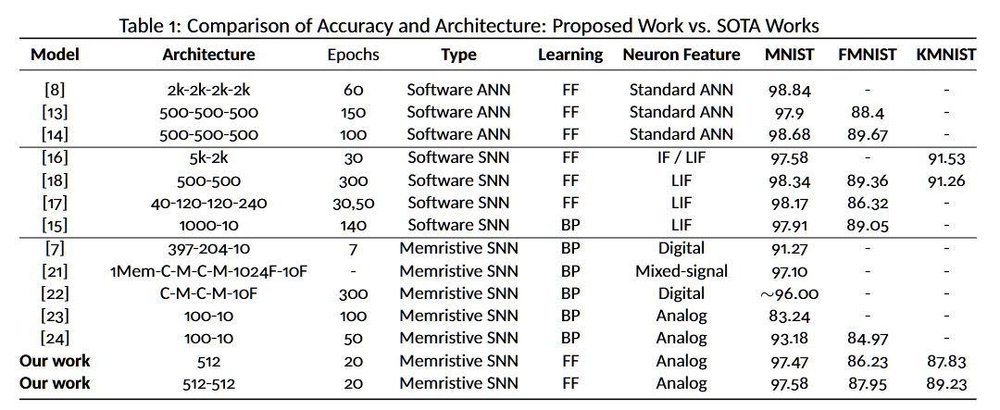 Table 1: Comparison of Accuracy and Architecture: Proposed Work vs. SOTA Works
Model Architecture Epochs Type Learning Neuron Feature MNIST FMNIST KMNIST
[8] 2k-2k-2k-2k 60 Software ANN FF Standard ANN 98.84 - -
[13] 500-500-500 150 Software ANN FF Standard ANN 97.9 88.4 -
[14] 500-500-500 100 Software ANN FF Standard ANN 98.68 89.67 -
[16] 5k-2k 30 Software SNN FF IF / LIF 97.58 - 91.53
[18] 500-500 300 Software SNN FF LIF 98.34 89.36 91.26
[17] 40-120-120-240 30,50 Software SNN FF LIF 98.17 86.32 -
[15] 1000-10 140 Software SNN BP LIF 97.91 89.05 -
[7] 397-204-10 7 Memristive SNN BP Digital 91.27 - -
[21] 1Mem-C-M-C-M-1024F-10F - Memristive SNN BP Mixed-signal 97.10 - -
[22] C-M-C-M-10F 300 Memristive SNN BP Digital ~96.00 - -
[23] 100-10 100 Memristive SNN BP Analog 83.24 - -
[24] 100-10 50 Memristive SNN BP Analog 93.18 84.97 -
Our work 512 20 Memristive SNN FF Analog 97.47 86.23 87.83
Our work 512-512 20 Memristive SNN FF Analog 97.58 87.95 89.23